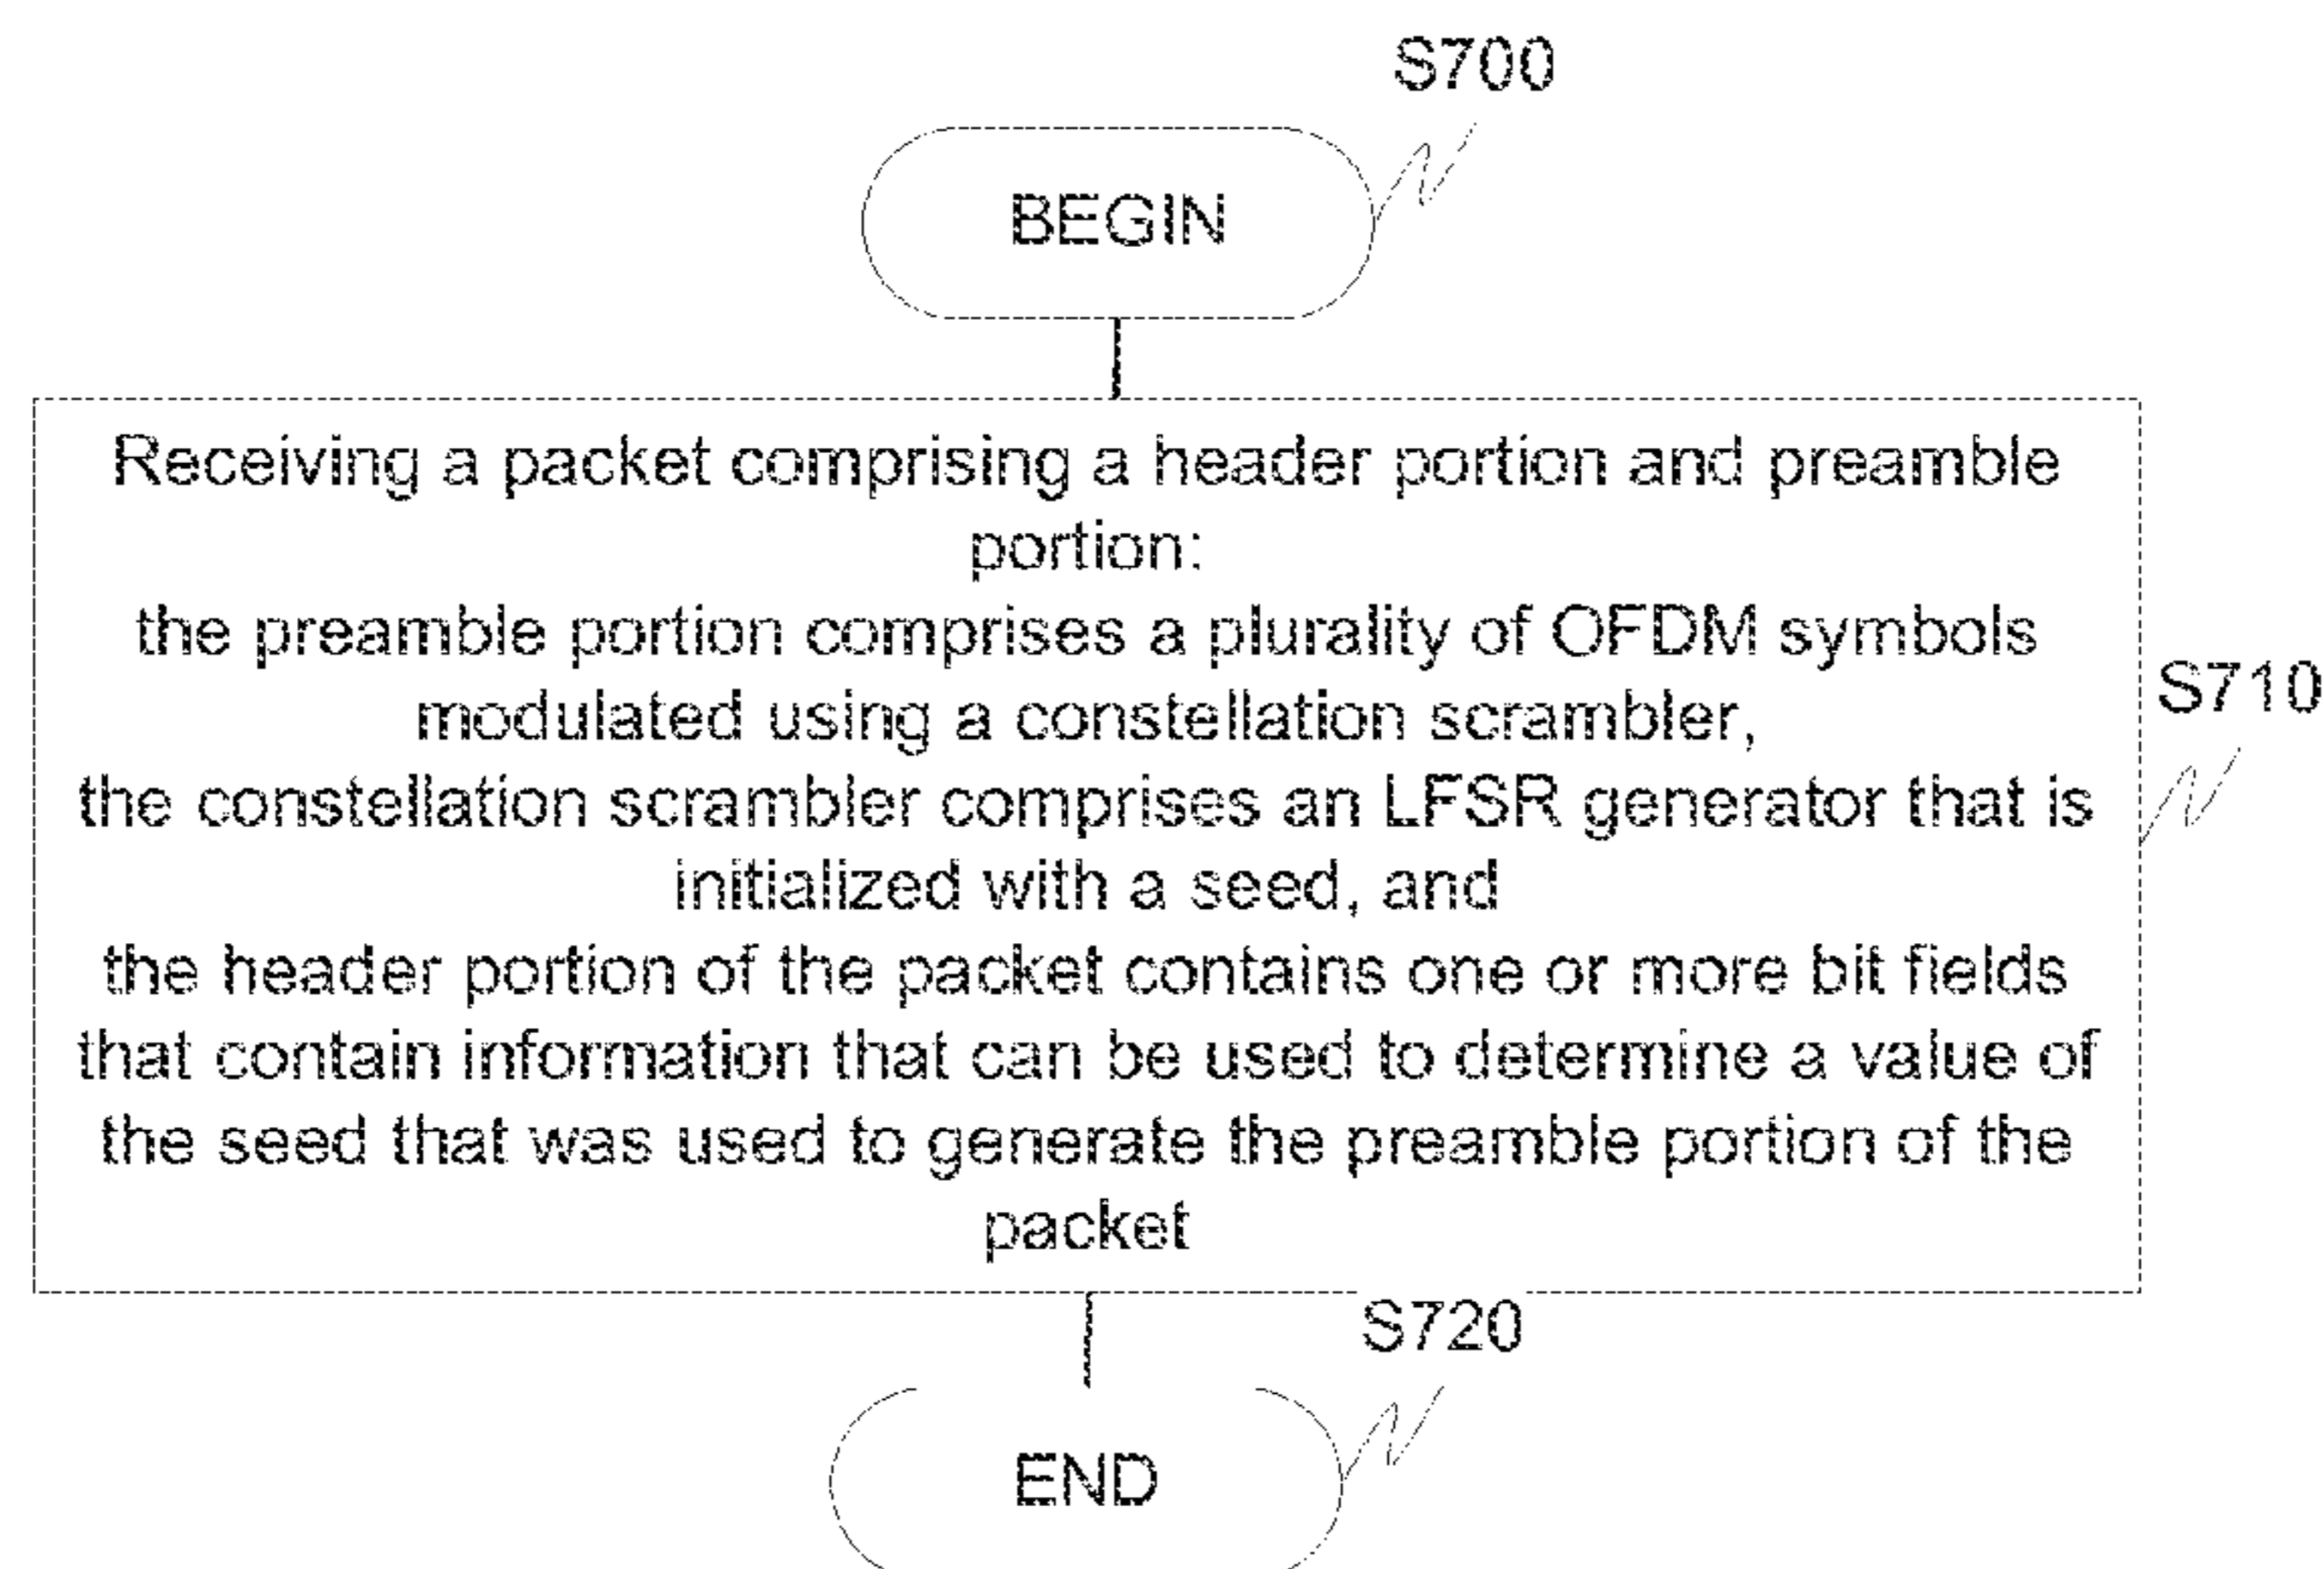 S700
BEGIN
Receiving a packet comprising a header portion and preamble
portion:
the preamble portion comprises a plurality of OFDM symbols
modulated using a constellation scrambler,
S710
the constellation scrambler comprises an LFSR generator that is
initialized with a seed, and
the header portion of the packet contains one or more bit fields
that contain information that can be used to determine a value of
the seed that was used to generate the preamble portion of the
packet
S720
END